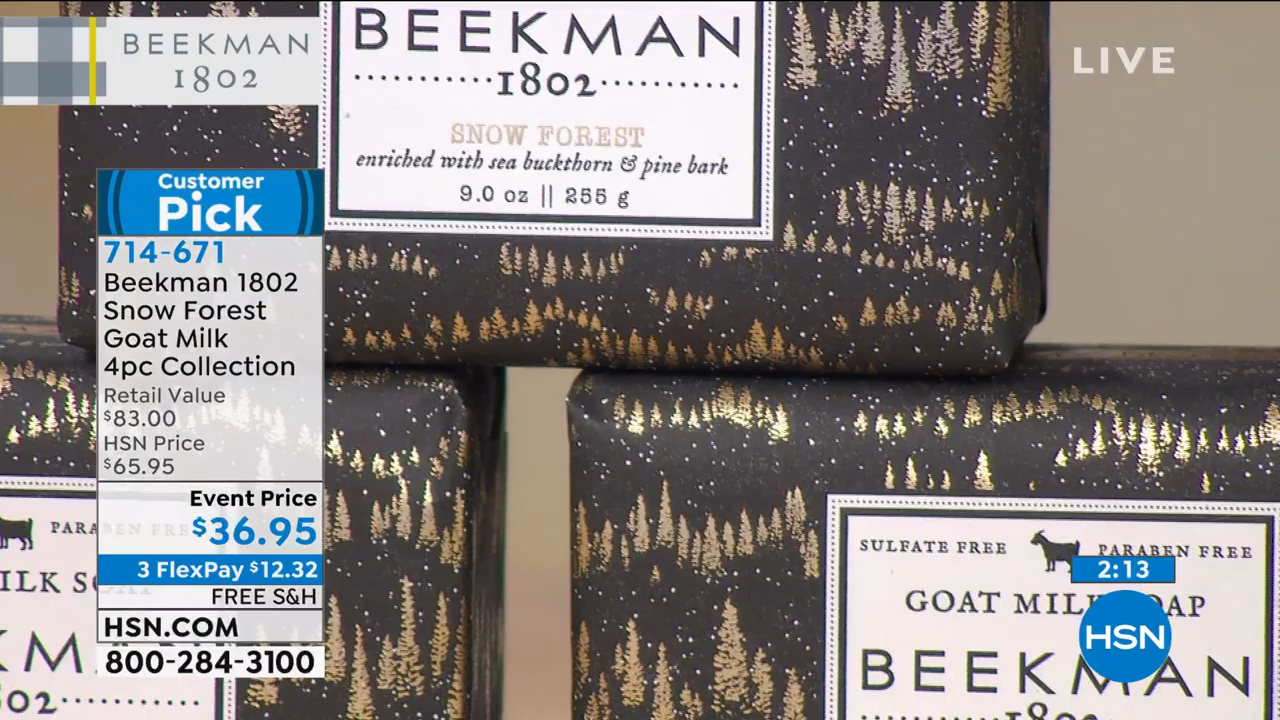 BEEKMAN
1802
BEEKMAN
1802
SNOW FOREST
enriched with sea buckthorn & pine bark
9.0 oz || 255 g
LIVE
Customer
Pick
714-671
Beekman 1802
Snow Forest
Goat Milk
4pc Collection
Retail Value
$83.00
HSN Price
$65.95
Event Price
$36.95
3 FlexPay $12.32
FREE S&H
HSN.COM
800-284-3100
SULFATE FREE PARABEN FREE
GOAT MILK SOAP
BEEKMAN
1802
2:13
HSN
PARABEN FREE